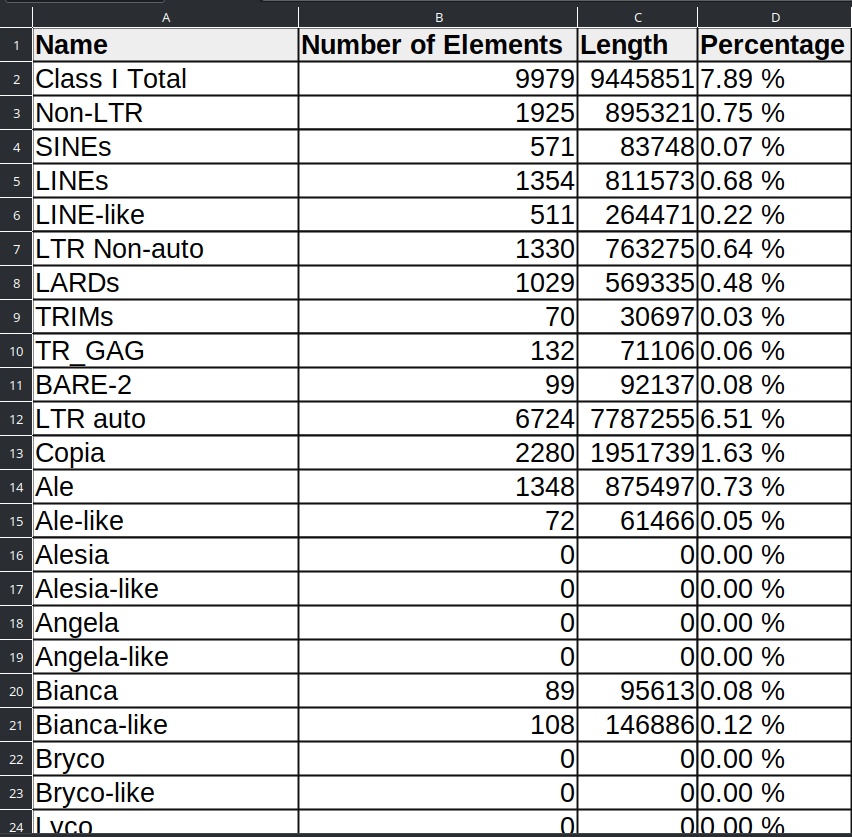 A B C D
1 Name Number of Elements Length Percentage
2 Class I Total 9979 9445851 7.89 %
3 Non-LTR 1925 895321 0.75 %
4 SINEs 571 83748 0.07 %
5 LINEs 1354 811573 0.68 %
6 LINE-like 511 264471 0.22 %
7 LTR Non-auto 1330 763275 0.64 %
8 LARDs 1029 569335 0.48 %
9 TRIMs 70 30697 0.03 %
10 TR_GAG 132 71106 0.06 %
11 BARE-2 99 92137 0.08 %
12 LTR auto 6724 7787255 6.51 %
13 Copia 2280 1951739 1.63 %
14 Ale 1348 875497 0.73 %
15 Ale-like 72 61466 0.05 %
16 Alesia 0 0 0.00 %
17 Alesia-like 0 0 0.00 %
18 Angela 0 0 0.00 %
19 Angela-like 0 0 0.00 %
20 Bianca 89 95613 0.08 %
21 Bianca-like 108 146886 0.12 %
22 Bryco 0 0 0.00 %
23 Bryco-like 0 0 0.00 %
24 Lyco 0 0 0.00 %